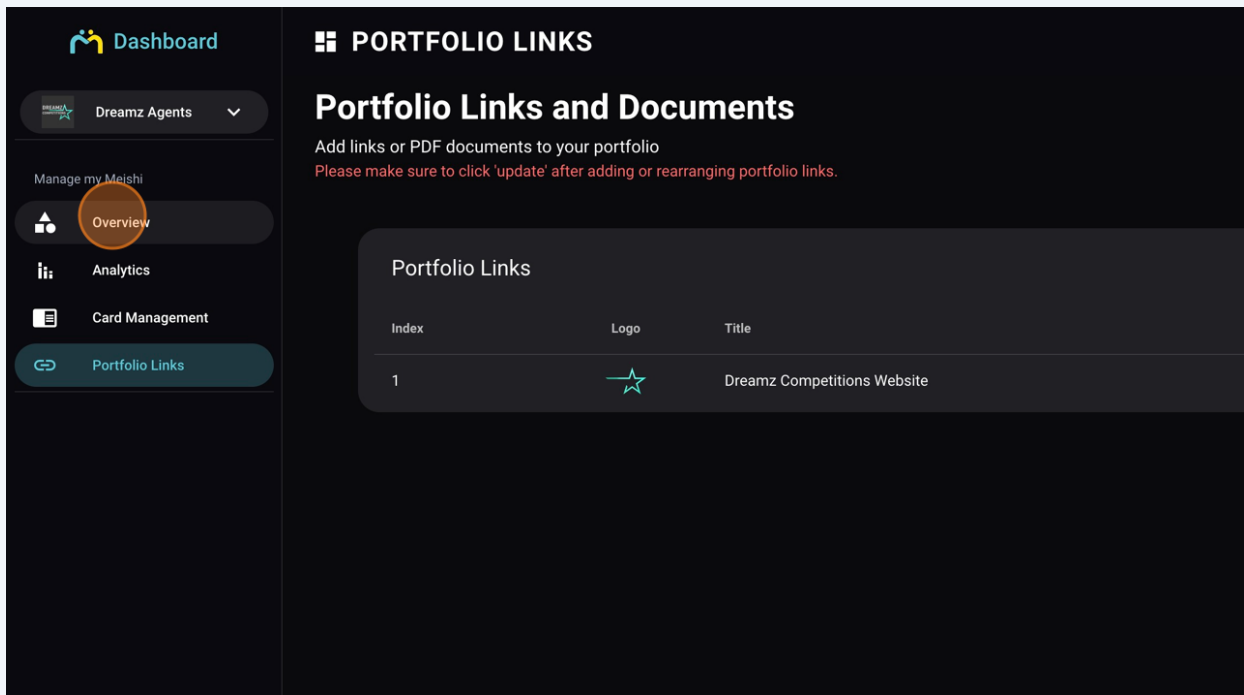 Dashboard
PORTFOLIO LINKS
Dreamz Agents
Manage my Meishi
Overview
Analytics
Card Management
Portfolio Links
Portfolio Links and Documents
Add links or PDF documents to your portfolio
Please make sure to click 'update' after adding or rearranging portfolio links.
Portfolio Links
Index Logo Title
1 Dreamz Competitions Website